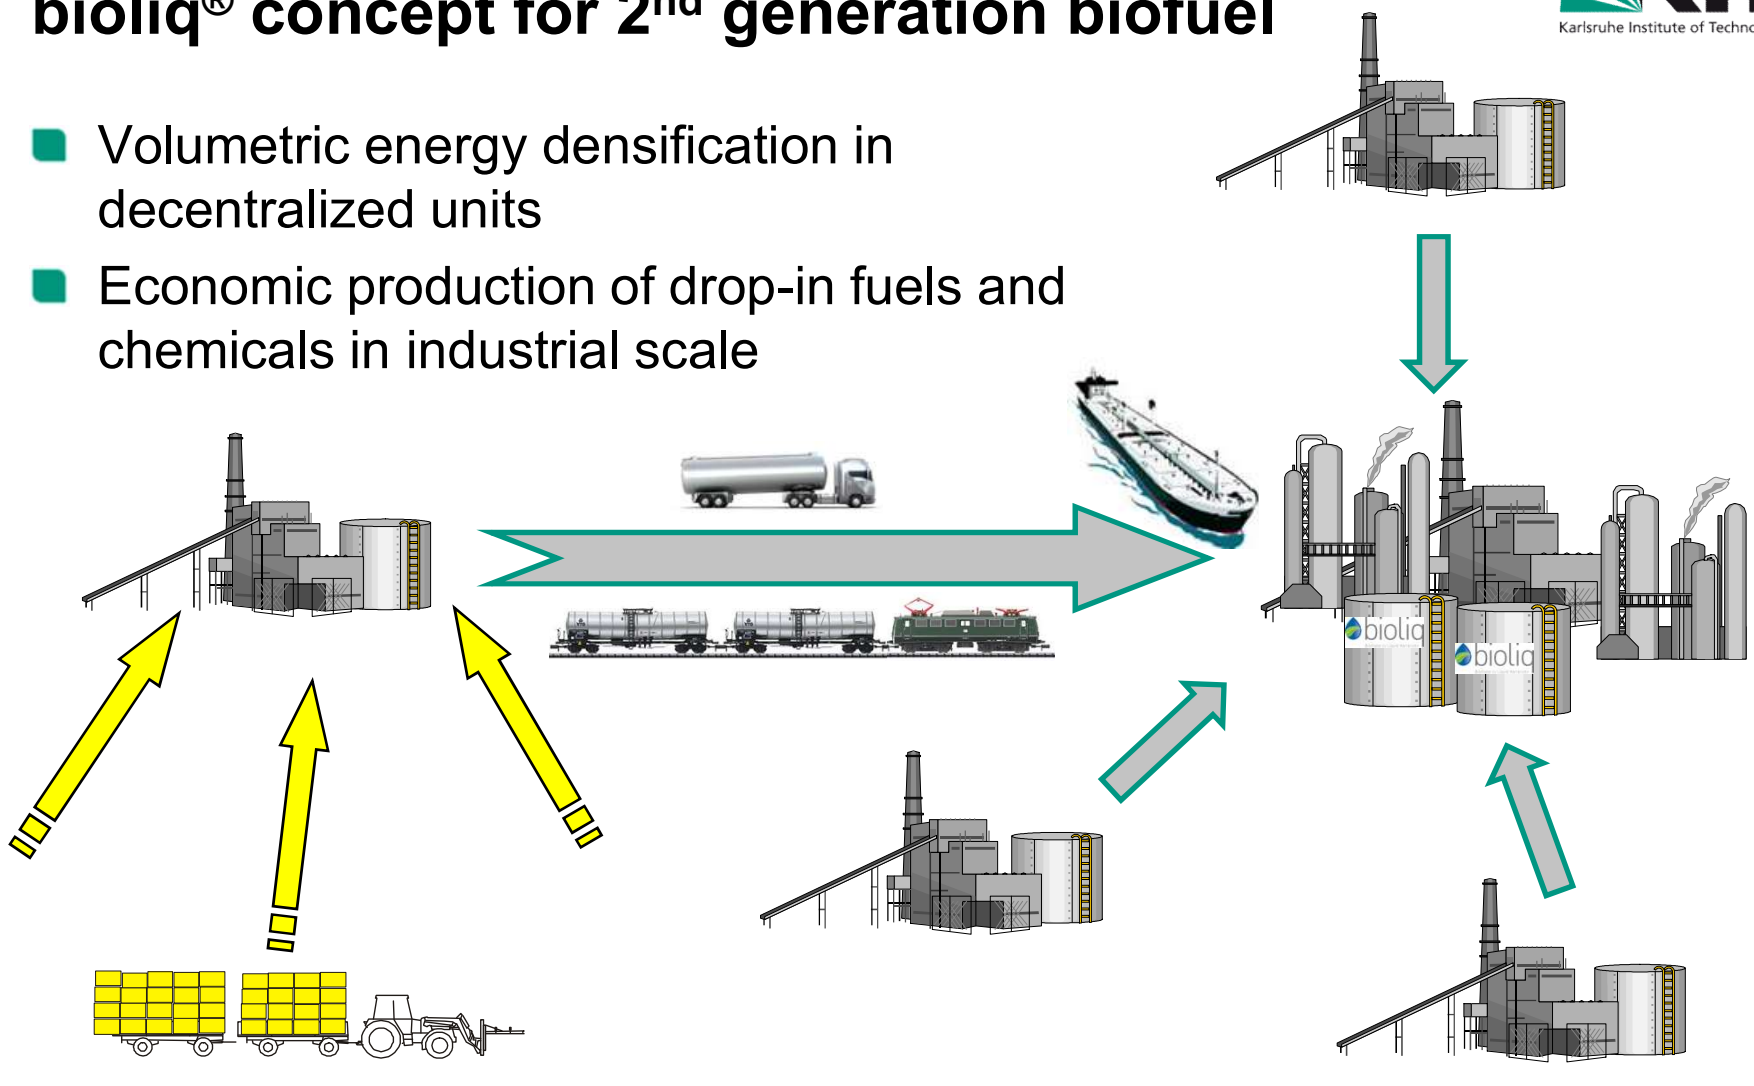 bioliq® concept for 2nd generation biofuel
Karlsruhe Institute of Techno
Volumetric energy densification in
decentralized units
Economic production of drop-in fuels and
chemicals in industrial scale
bioliq
bioliq